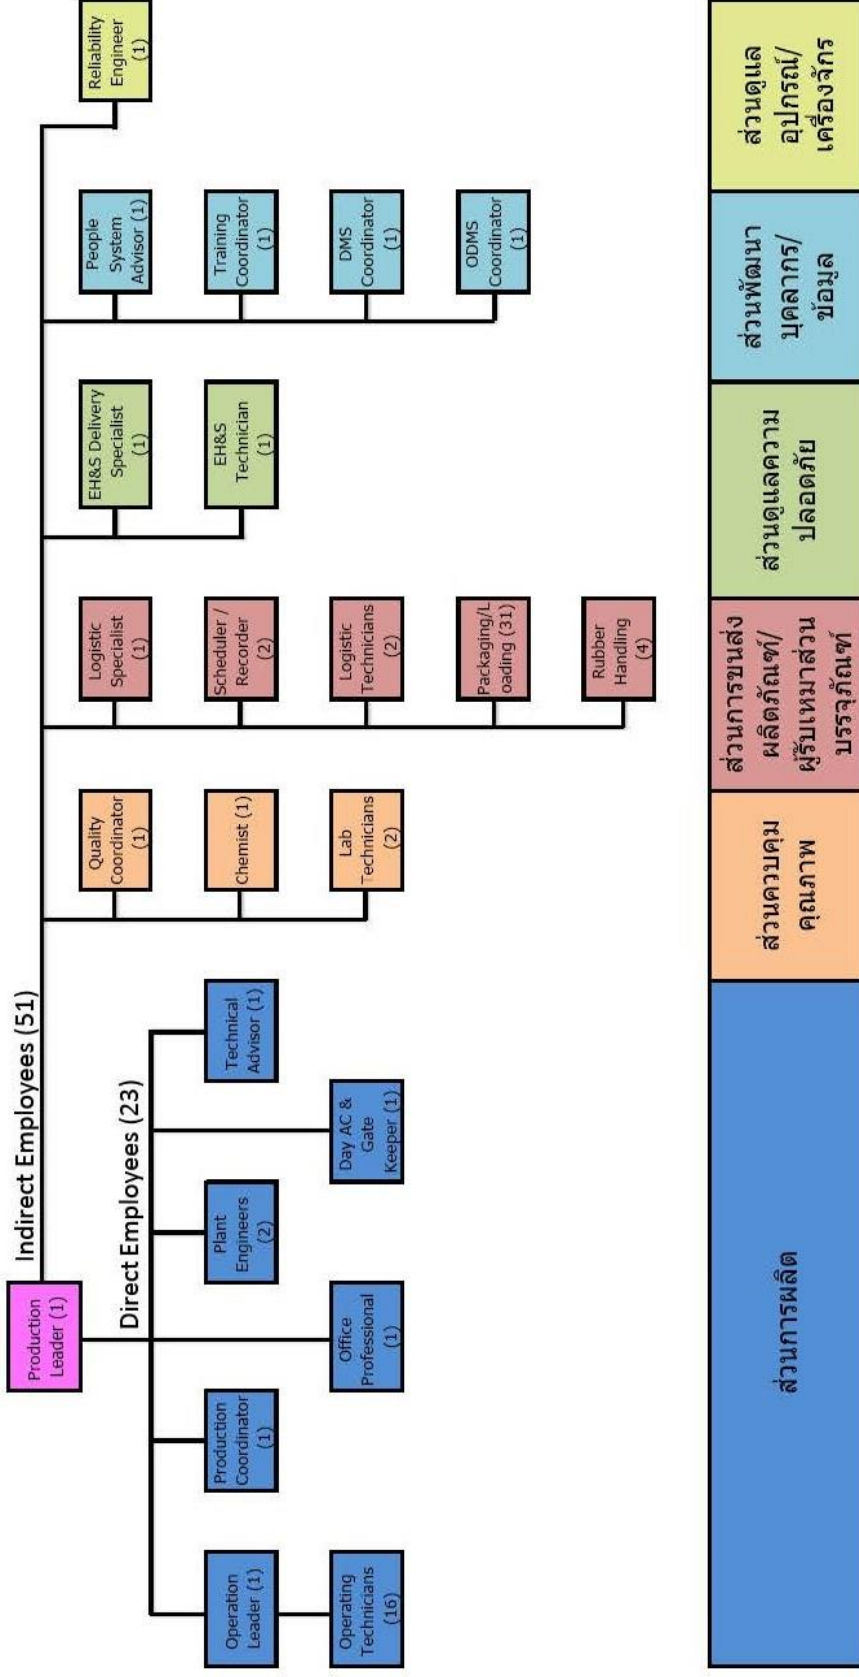 Indirect Employees (51)
Production
Leader (1)
Direct Employees (23)
Operation
Leader (1)
Operating
Technicians
(16)
Production
Coordinator
(1)
Office
Professional
(1)
Plant
Engineers
(2)
Day AC &
Gate
Keeper (1)
Technical
Advisor (1)
Quality
Coordinator
(1)
Chemist (1)
Lab
Technicians
(2)
Logistic
Specialist
(1)
Scheduler /
Recorder
(2)
Logistic
Technicians
(2)
Packaging/L
oading (31)
Rubber
Handling
(4)
EH&S Delivery
Specialist
(1)
EH&S
Technician
(1)
People
System
Advisor (1)
Training
Coordinator
(1)
DMS
Coordinator
(1)
ODMS
Coordinator
(1)
Reliability
Engineer
(1)
ส่วนการผลิต
ส่วนควบคุม
คุณภาพ
ส่วนการขนส่ง
ผลิตภัณฑ์/
ผู้รับเหมาส่วน
บรรจุภัณฑ์
ส่วนดูแลความ
ปลอดภัย
ส่วนพัฒนา
บุคลากร/
ข้อมูล
ส่วนดูแล
อุปกรณ์/
เครื่องจักร